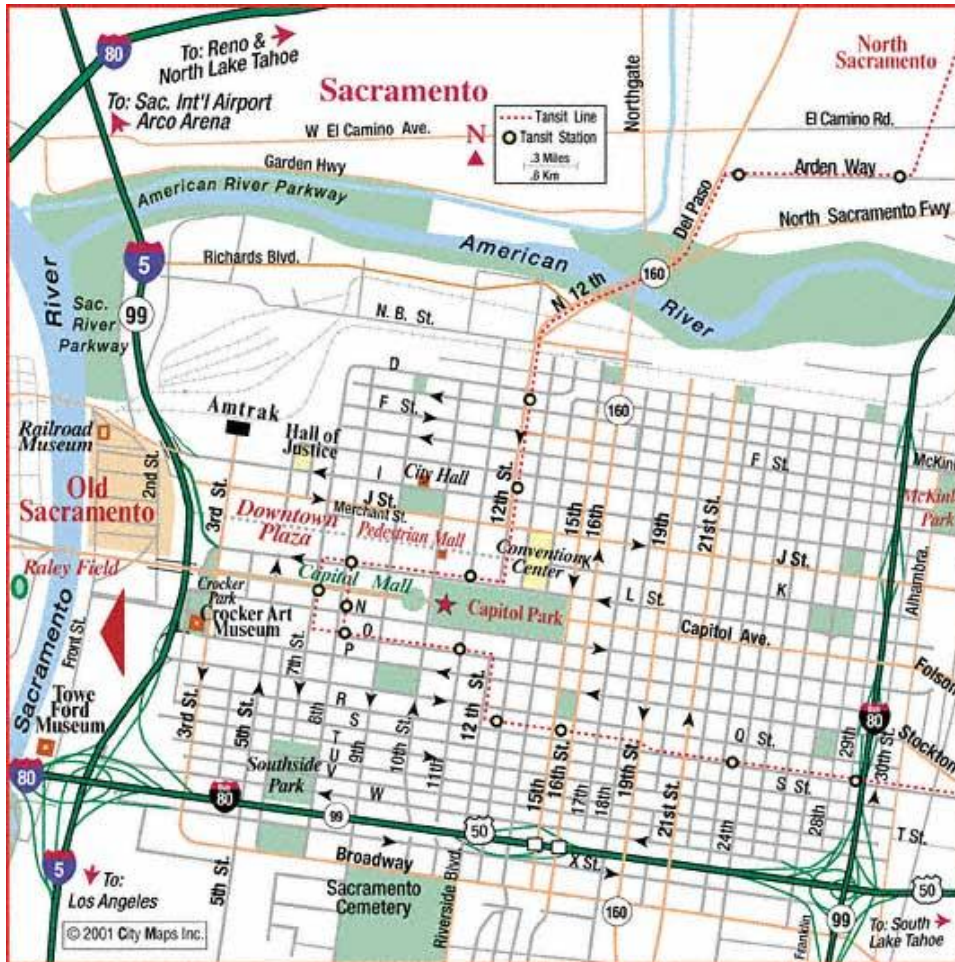 80
To: Reno &
North Lake Tahoe
To: Sac. Int'l Airport
Arco Arena
Sacramento
N
Tansit Line
Tansit Station
.3 Miles
.6 Km
Northgate
North
Sacramento
W El Camino Ave.
El Camino Rd.
Garden Hwy
Arden Way
American River Parkway
Del Paso
North Sacramento Fwy
American
River
Richards Blvd.
160
N 12 th
5
99
River
Sac.
River
Parkway
N. B. St.
D
F St.
160
Amtrak
Railroad
Museum
Hall of
Justice
2nd St.
I
City Hall
F St.
McKin
McKinl
Park
Old
Sacramento
3rd St.
J St.
Merchant St.
12th St.
15th
16th
19th
21st St.
Downtown
Plaza
Pedestrian Mall
Convention
Center
K
J St.
K
Raley Field
Crocker
Park
Capitol Mall
L St.
Alhambra.
Crocker Art
Museum
N
Capitol Park
O
P
Capitol Ave.
Sacramento
Front St.
7th St.
Folsom
Towe
Ford
Museum
3rd St.
5th St.
R
S
T
U
V
8th
9th
10th St.
11th
12 th
St.
Q St.
29th
80
30th St.
Stockton
S St.
15th
16th St.
17th
18th
19th St.
21st St.
24th
28th
Southside
Park
W
80
80
99
50
T St.
X St.
Broadway
5
To:
Los Angeles
5th St.
Sacramento
Cemetery
Riverside Blvd.
160
Franklin
99
50
To: South
Lake Tahoe
© 2001 City Maps Inc.